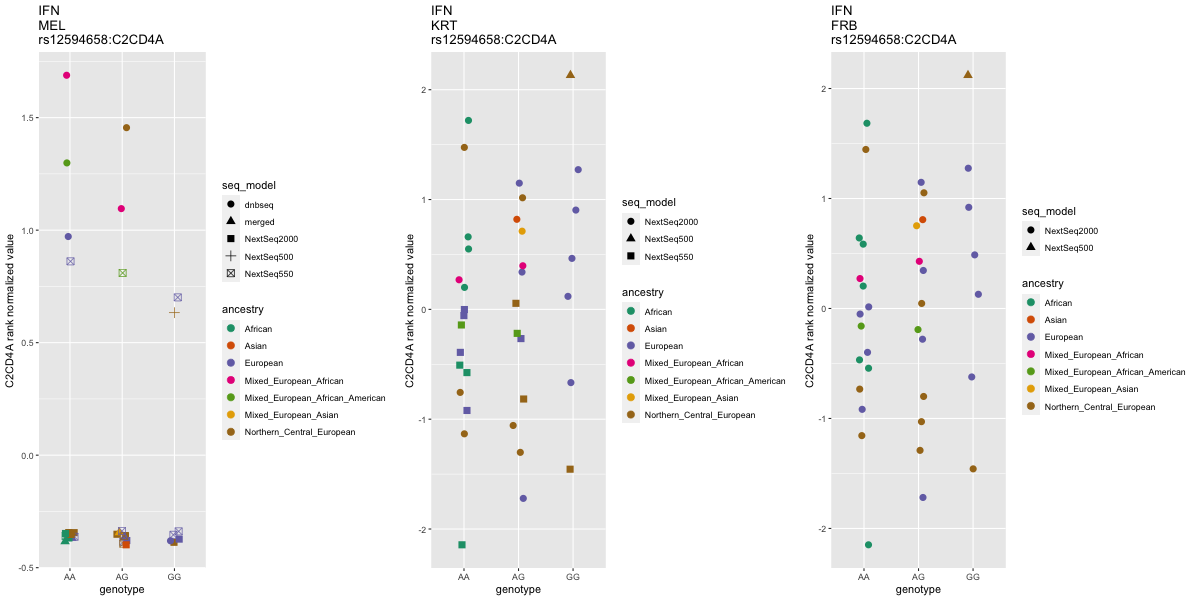 IFN
MEL
rs12594658:C2CD4A
C2CD4A rank normalized value
1.5
1.0
0.5
0.0
-0.5
AA
AG
GG
genotype
seq_model
dnbseq
merged
NextSeq2000
NextSeq500
NextSeq550
ancestry
African
Asian
European
Mixed_European_African
Mixed_European_African_American
Mixed_European_Asian
Northern_Central_European
IFN
KRT
rs12594658:C2CD4A
C2CD4A rank normalized value
2
1
0
-1
-2
AA
AG
GG
genotype
seq_model
NextSeq2000
NextSeq500
NextSeq550
ancestry
African
Asian
European
Mixed_European_African
Mixed_European_African_American
Mixed_European_Asian
Northern_Central_European
IFN
FRB
rs12594658:C2CD4A
C2CD4A rank normalized value
2
1
0
-1
-2
AA
AG
GG
genotype
seq_model
NextSeq2000
NextSeq500
ancestry
African
Asian
European
Mixed_European_African
Mixed_European_African_American
Mixed_European_Asian
Northern_Central_European